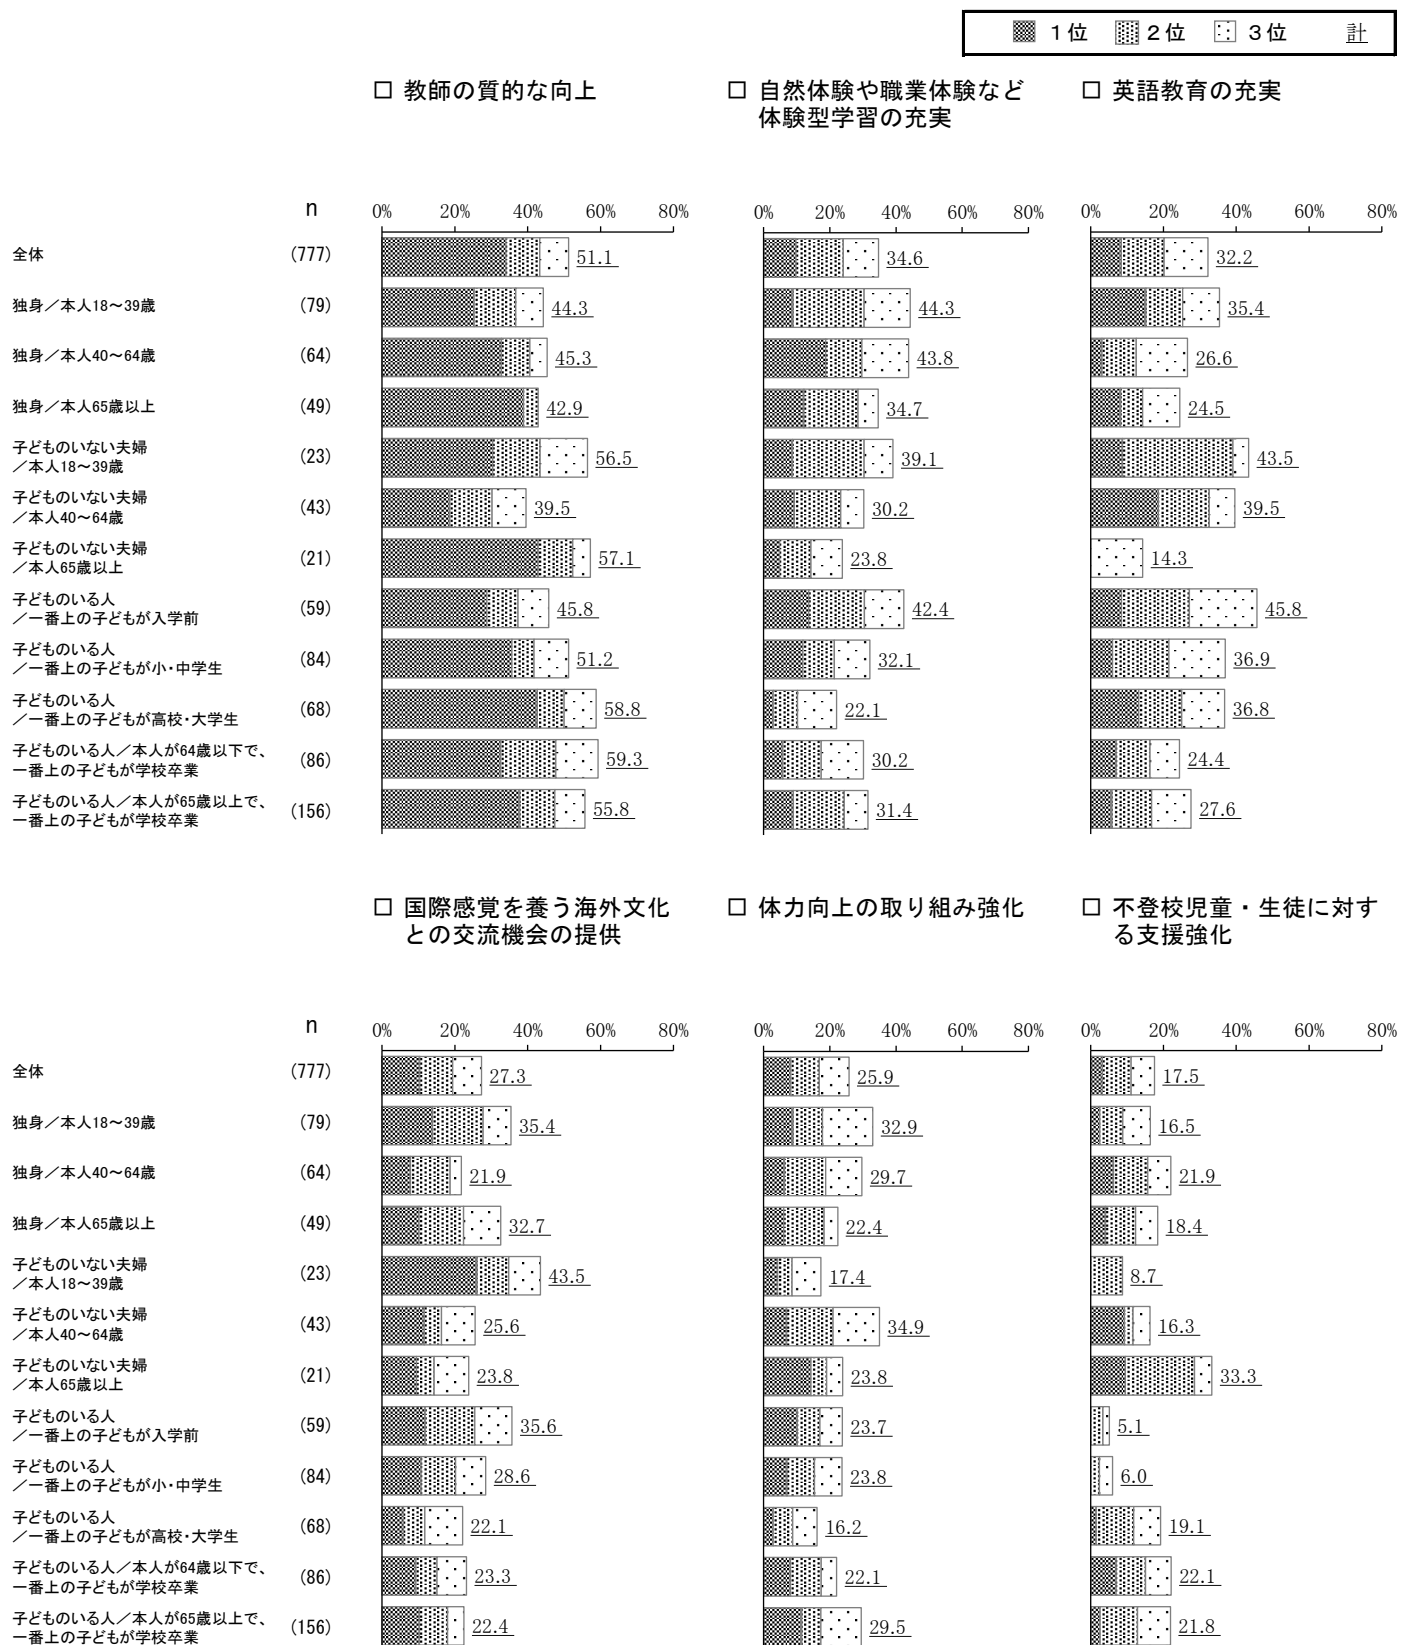 1位 2位 3位 計
□ 教師の質的な向上
□ 自然体験や職業体験など
体験型学習の充実
□ 英語教育の充実
n 0% 20% 40% 60% 80% 0% 20% 40% 60% 80% 0% 20% 40% 60% 80%
全体 (777) 51.1 34.6 32.2
独身／本人18～39歳 (79) 44.3 44.3 35.4
独身／本人40～64歳 (64) 45.3 43.8 26.6
独身／本人65歳以上 (49) 42.9 34.7 24.5
子どものいない夫婦
／本人18～39歳 (23) 56.5 39.1 43.5
子どものいない夫婦
／本人40～64歳 (43) 39.5 30.2 39.5
子どものいない夫婦
／本人65歳以上 (21) 57.1 23.8 14.3
子どものいる人
／一番上の子どもが入学前 (59) 45.8 42.4 45.8
子どものいる人
／一番上の子どもが小・中学生 (84) 51.2 32.1 36.9
子どものいる人
／一番上の子どもが高校・大学生 (68) 58.8 22.1 36.8
子どものいる人／本人が64歳以下で、
一番上の子どもが学校卒業 (86) 59.3 30.2 24.4
子どものいる人／本人が65歳以上で、
一番上の子どもが学校卒業 (156) 55.8 31.4 27.6
□ 国際感覚を養う海外文化
との交流機会の提供
□ 体力向上の取り組み強化
□ 不登校児童・生徒に対す
る支援強化
n 0% 20% 40% 60% 80% 0% 20% 40% 60% 80% 0% 20% 40% 60% 80%
全体 (777) 27.3 25.9 17.5
独身／本人18～39歳 (79) 35.4 32.9 16.5
独身／本人40～64歳 (64) 21.9 29.7 21.9
独身／本人65歳以上 (49) 32.7 22.4 18.4
子どものいない夫婦
／本人18～39歳 (23) 43.5 17.4 8.7
子どものいない夫婦
／本人40～64歳 (43) 25.6 34.9 16.3
子どものいない夫婦
／本人65歳以上 (21) 23.8 23.8 33.3
子どものいる人
／一番上の子どもが入学前 (59) 35.6 23.7 5.1
子どものいる人
／一番上の子どもが小・中学生 (84) 28.6 23.8 6.0
子どものいる人
／一番上の子どもが高校・大学生 (68) 22.1 16.2 19.1
子どものいる人／本人が64歳以下で、
一番上の子どもが学校卒業 (86) 23.3 22.1 22.1
子どものいる人／本人が65歳以上で、
一番上の子どもが学校卒業 (156) 22.4 29.5 21.8